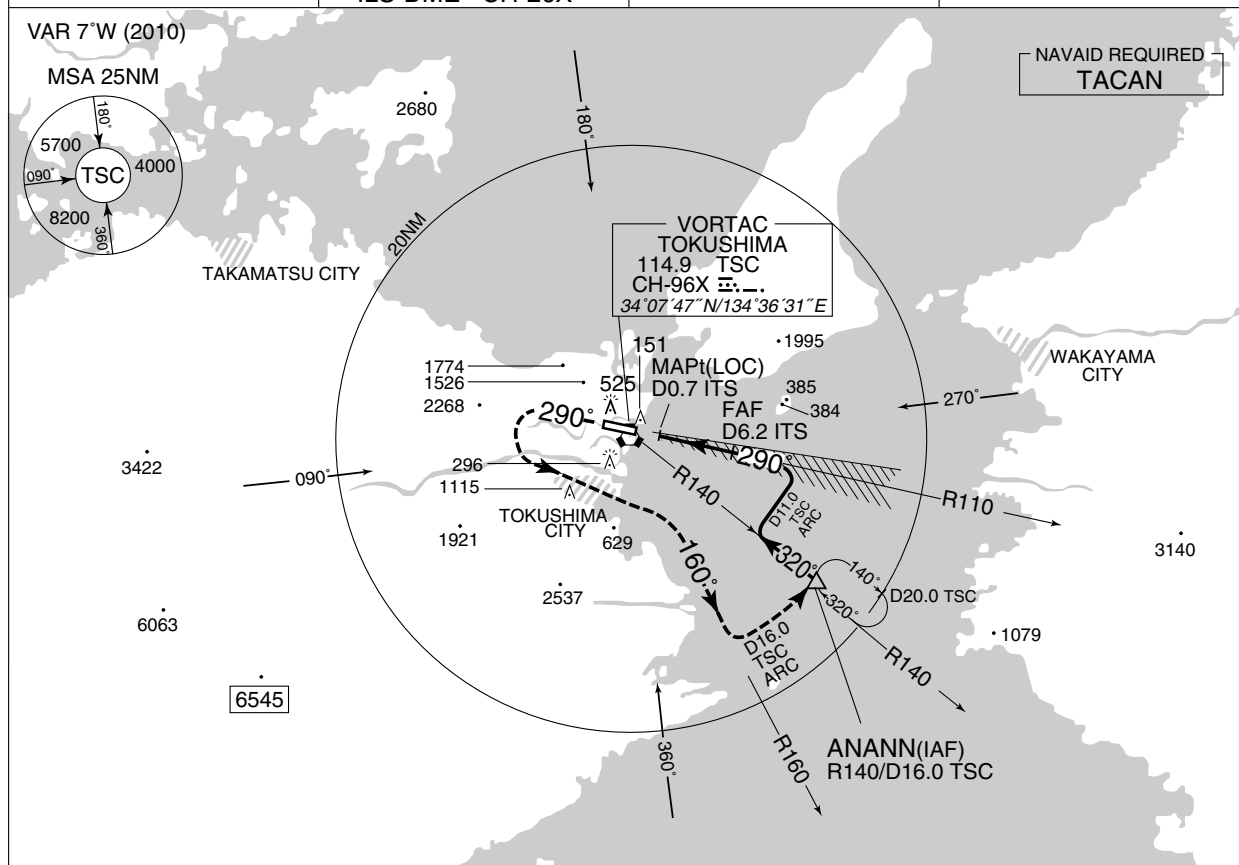 VAR 7°W (2010)
MSA 25NM
180°
5700
4000
090°
TSC
8200
360°
TAKAMATSU CITY
2680
180°
NAVAID REQUIRED
TACAN
20NM
VORTAC
TOKUSHIMA
114.9 TSC
CH-96X
34°07´47˝N/134°36´31˝E
151
1995
MAPt(LOC)
D0.7 ITS
WAKAYAMA
CITY
1774
1526
525
2268
385
384
FAF
D6.2 ITS
270°
290°
290°
3422
090°
296
1115
TOKUSHIMA
CITY
R140
D11.0
TSC
ARC
R110
1921
629
160°
320°
140°
320°
D20.0 TSC
3140
2537
6063
D16.0
TSC
ARC
1079
R140
6545
360°
R160
ANANN(IAF)
R140/D16.0 TSC